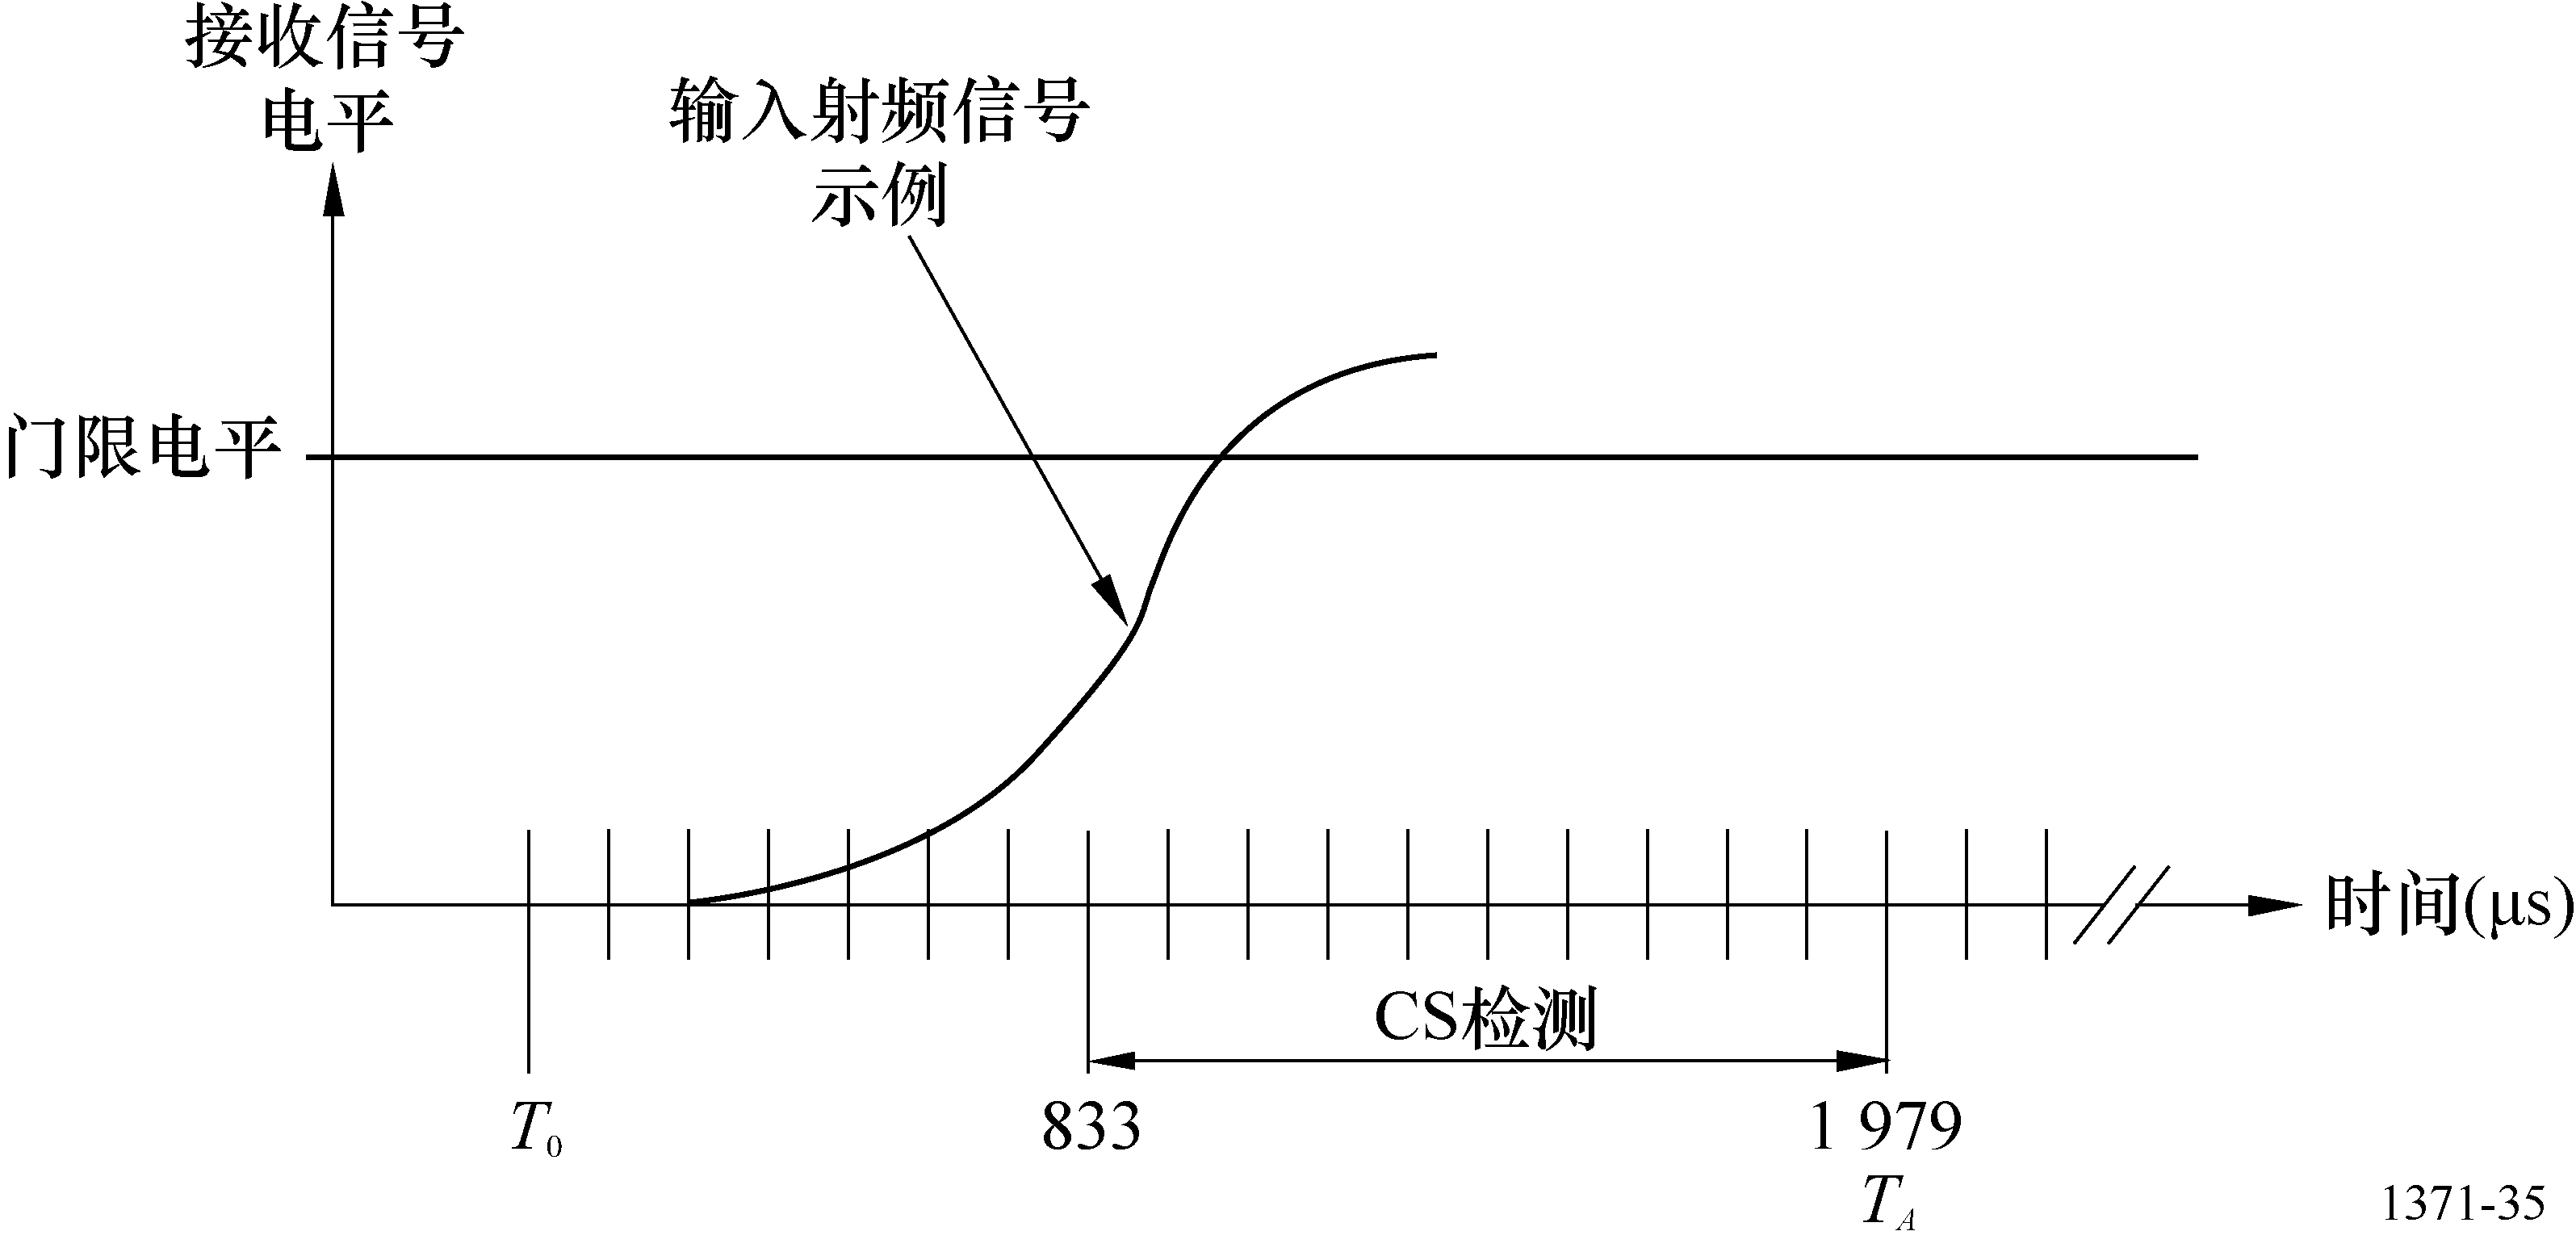 接收信号
电平
输入射频信号
示例
门限电平
时间(μs)
CS检测
T0
833
1 979
TA
1371-35